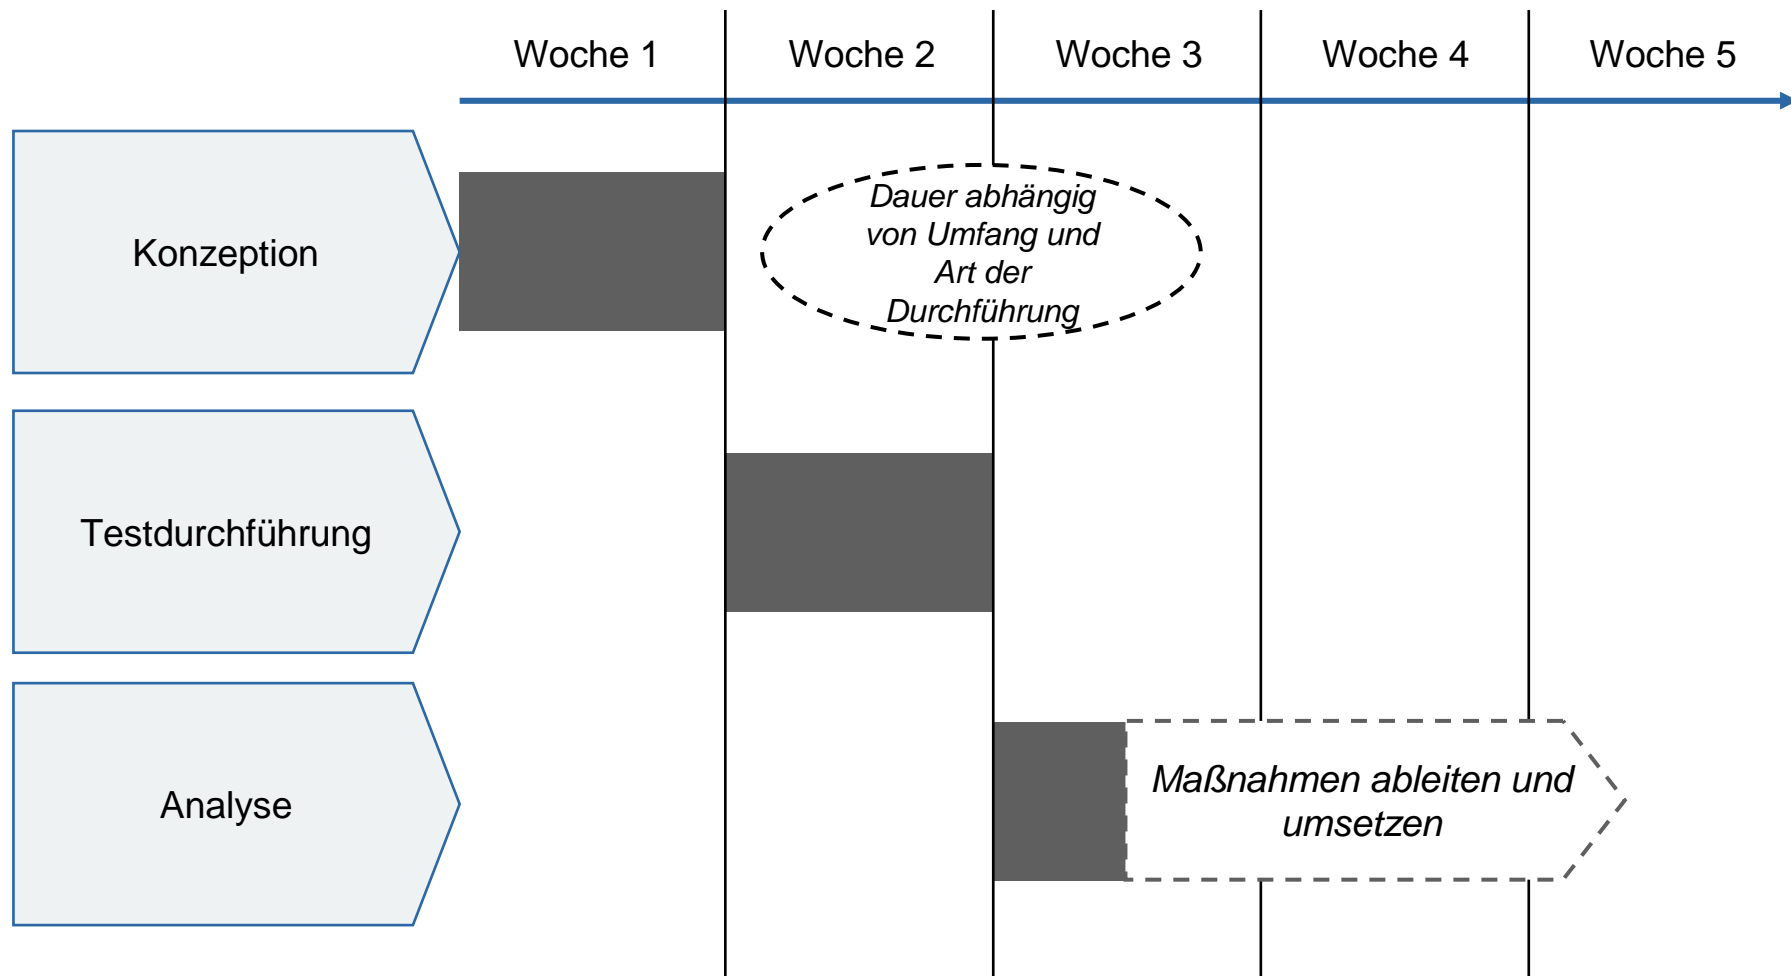 Woche 1
Woche 2
Woche 3
Woche 4
Woche 5
Konzeption
Dauer abhängig
von Umfang und
Art der
Durchführung
Testdurchführung
Analyse
Maßnahmen ableiten und
umsetzen